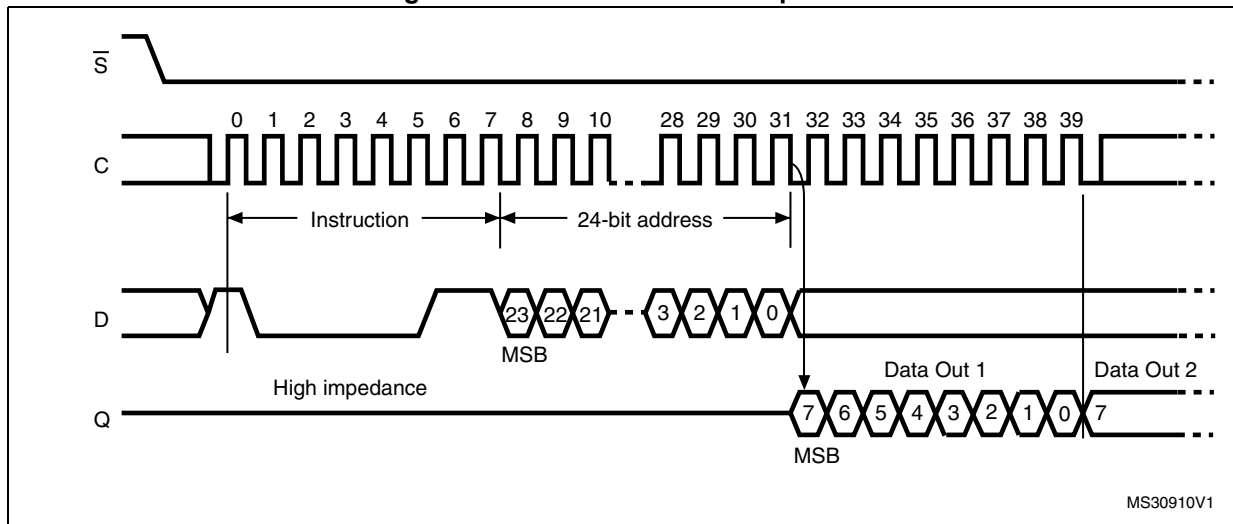 S
0 1 2 3 4 5 6 7 8 9 10 28 29 30 31 32 33 34 35 36 37 38 39
C
Instruction 24-bit address
D 23 22 21 3 2 1 0
MSB
Data Out 1 Data Out 2
High impedance
Q 7 6 5 4 3 2 1 0 7
MSB
MS30910V1